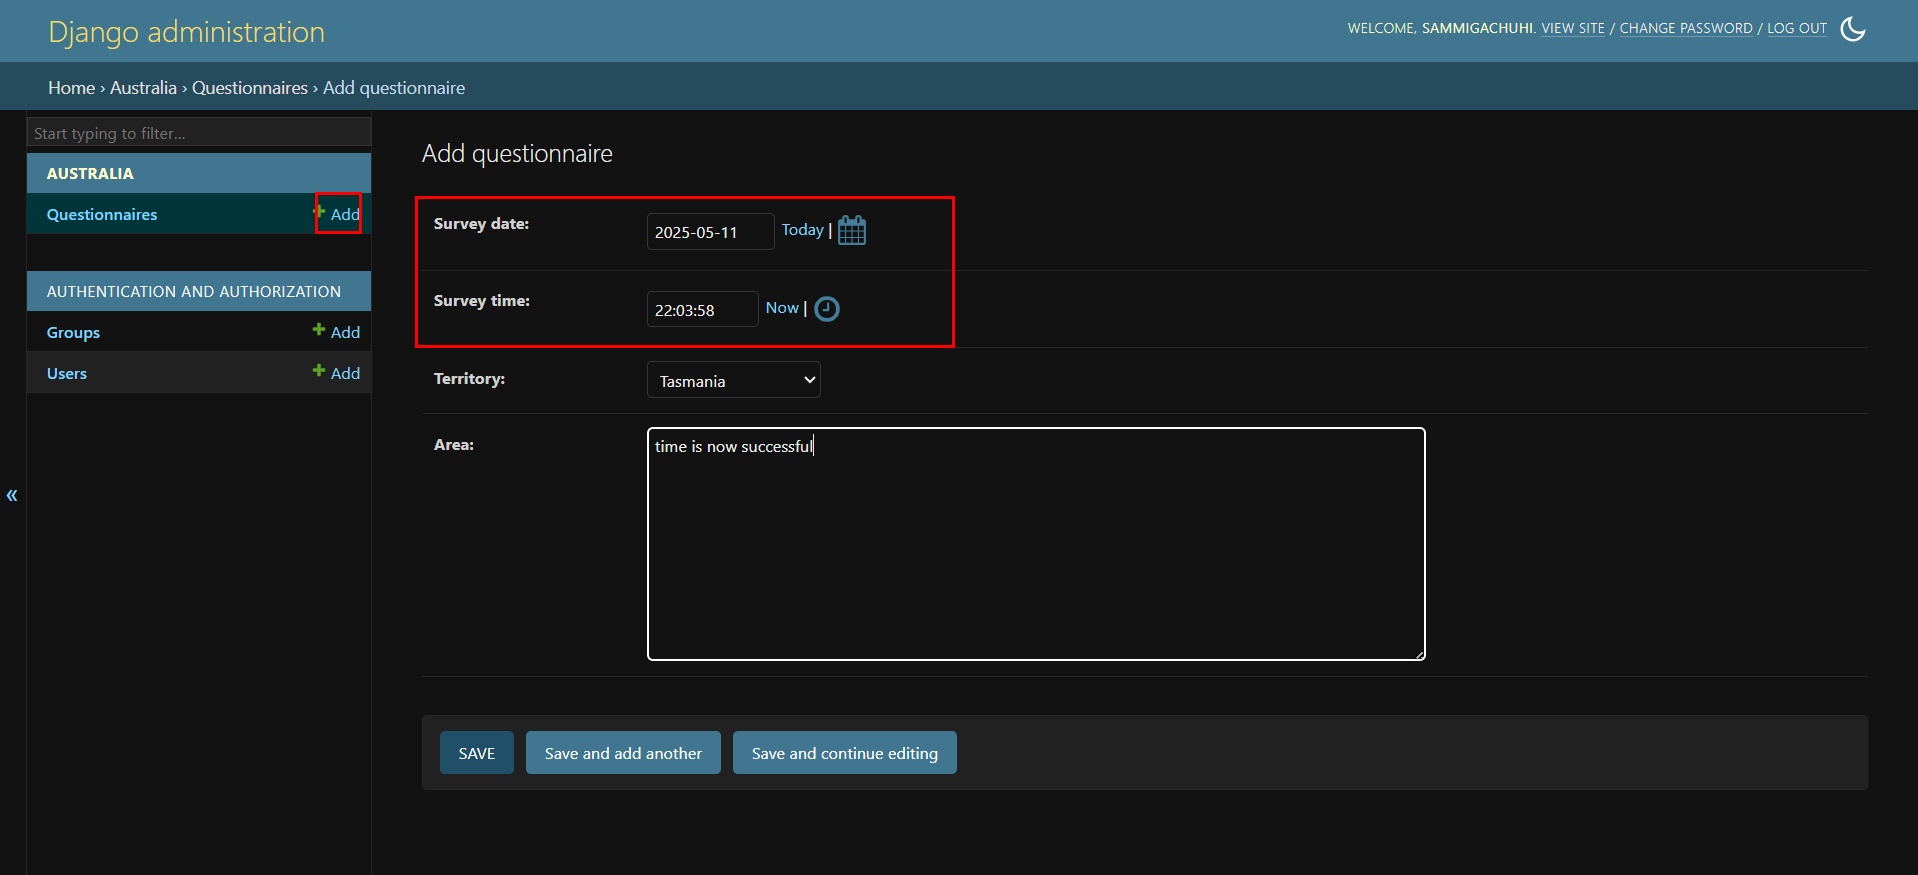 Django administration
WELCOME, SAMMIGACHUHI. VIEW SITE / CHANGE PASSWORD / LOG OUT
Home › Australia › Questionnaires › Add questionnaire
Start typing to filter...
AUSTRALIA
Questionnaires + Add
AUTHENTICATION AND AUTHORIZATION
Groups + Add
Users + Add
«
Add questionnaire
Survey date: 2025-05-11 Today |
Survey time: 22:03:58 Now |
Territory: Tasmania
Area: time is now successful
SAVE Save and add another Save and continue editing